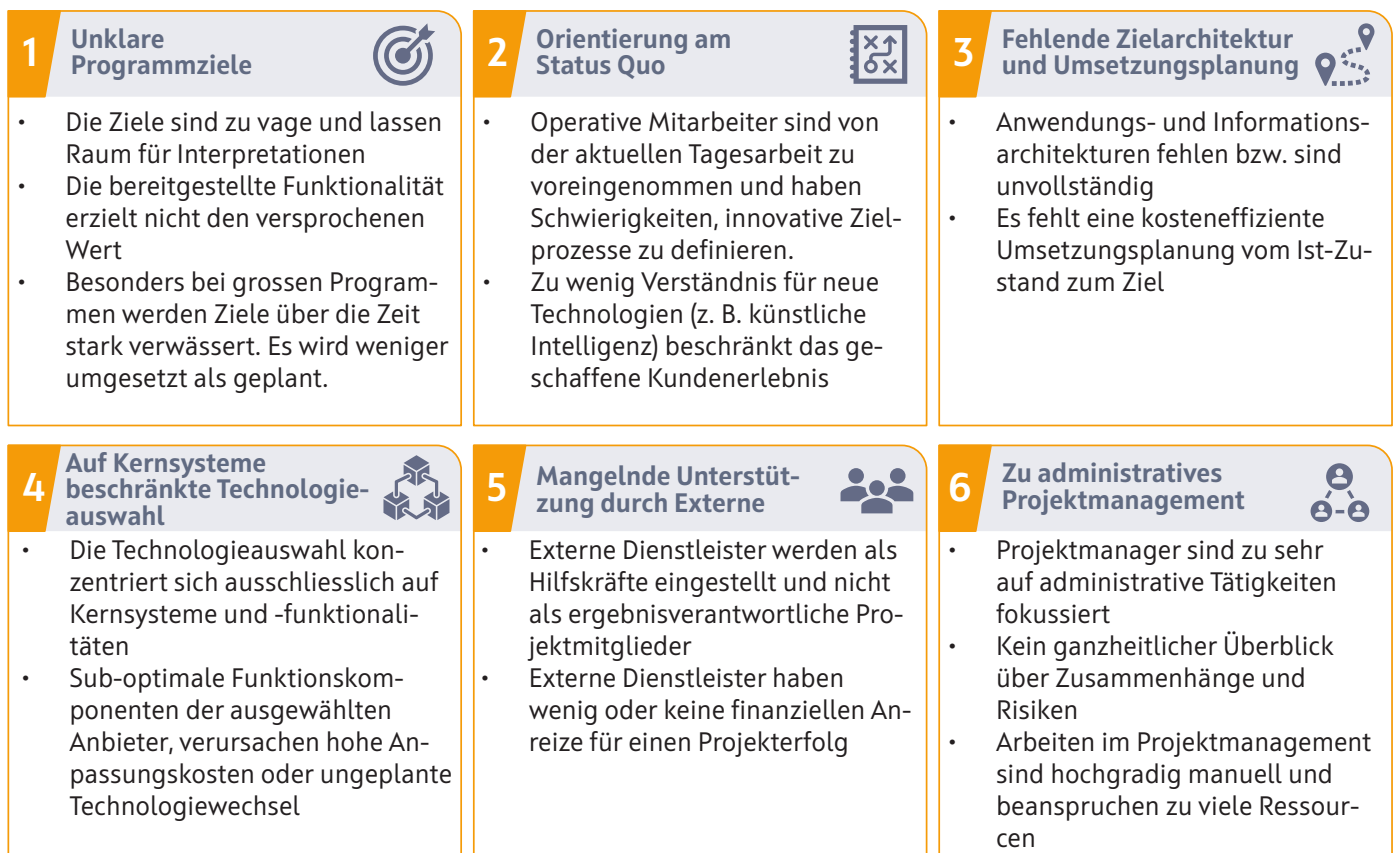 1
Unklare
Programmziele
• Die Ziele sind zu vage und lassen
Raum für Interpretationen
• Die bereitgestellte Funktionalität
erzielt nicht den versprochenen
Wert
• Besonders bei grossen Program-
men werden Ziele über die Zeit
stark verwässert. Es wird weniger
umgesetzt als geplant.
2
Orientierung am
Status Quo
• Operative Mitarbeiter sind von
der aktuellen Tagesarbeit zu
voreingenommen und haben
Schwierigkeiten, innovative Ziel-
prozesse zu definieren.
• Zu wenig Verständnis für neue
Technologien (z. B. künstliche
Intelligenz) beschränkt das ge-
schaffene Kundenerlebnis
3
Fehlende Zielarchitektur
und Umsetzungsplanung
• Anwendungs- und Informations-
architekturen fehlen bzw. sind
unvollständig
• Es fehlt eine kosteneffiziente
Umsetzungsplanung vom Ist-Zu-
stand zum Ziel
4
Auf Kernsysteme
beschränkte Technologie-
auswahl
• Die Technologieauswahl kon-
zentriert sich ausschliesslich auf
Kernsysteme und -funktionali-
täten
• Sub-optimale Funktionskom-
ponenten der ausgewählten
Anbieter, verursachen hohe An-
passungskosten oder ungeplante
Technologiewechsel
5
Mangelnde Unterstüt-
zung durch Externe
• Externe Dienstleister werden als
Hilfskräfte eingestellt und nicht
als ergebnisverantwortliche Pro-
jektmitglieder
• Externe Dienstleister haben
wenig oder keine finanziellen An-
reize für einen Projekterfolg
6
Zu administratives
Projektmanagement
• Projektmanager sind zu sehr
auf administrative Tätigkeiten
fokussiert
• Kein ganzheitlicher Überblick
über Zusammenhänge und
Risiken
• Arbeiten im Projektmanagement
sind hochgradig manuell und
beanspruchen zu viele Ressour-
cen